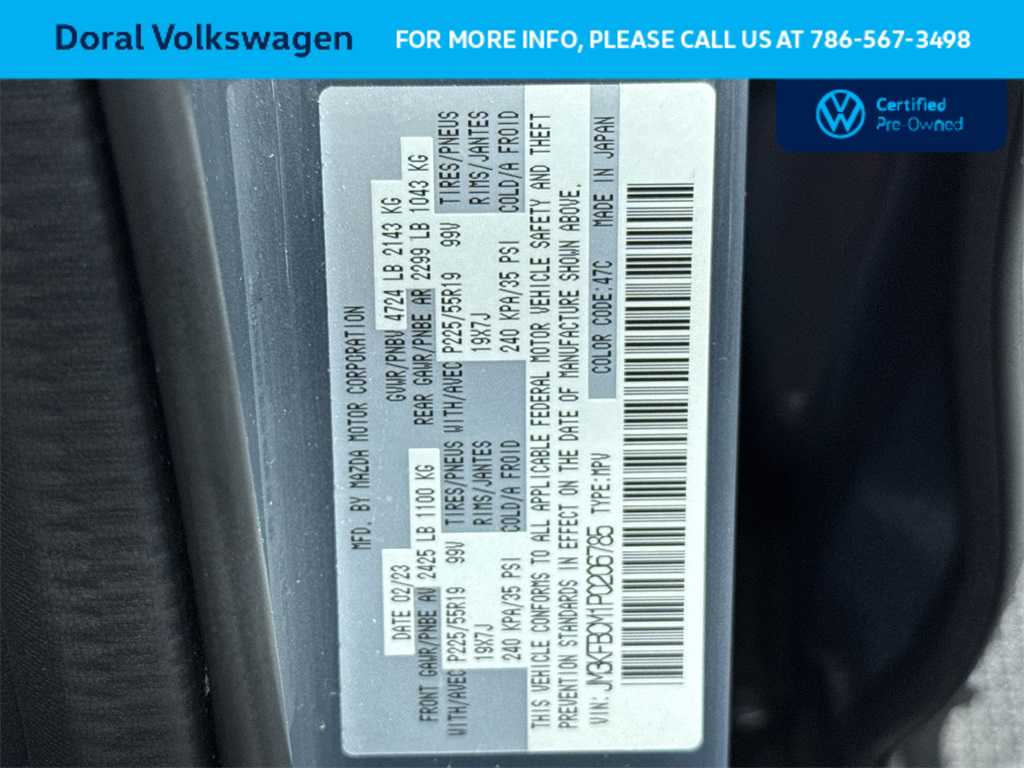 Doral Volkswagen
FOR MORE INFO, PLEASE CALL US AT 786-567-3498
Certified
Pre-Owned
MFD. BY MAZDA MOTOR CORPORATION
DATE 02/23
GVWR/PNBV 4724 LB 2143 KG
FRONT GAWR/PNBE AV 2425 LB 1100 KG
REAR GAWR/PNBE AR 2299 LB 1043 KG
WITH/AVEC P225/55R19 99V TIRES/PNEUS WITH/AVEC P225/55R19 99V TIRES/PNEUS
19X7J RIMS/JANTES 19X7J RIMS/JANTES
240 KPA/35 PSI COLD/A FROID 240 KPA/35 PSI COLD/A FROID
THIS VEHICLE CONFORMS TO ALL APPLICABLE FEDERAL MOTOR VEHICLE SAFETY AND THEFT
PREVENTION STANDARDS IN EFFECT ON THE DATE OF MANUFACTURE SHOWN ABOVE.
VIN:JM3KFBCM1P0206785 TYPE:MPV COLOR CODE:47C MADE IN JAPAN